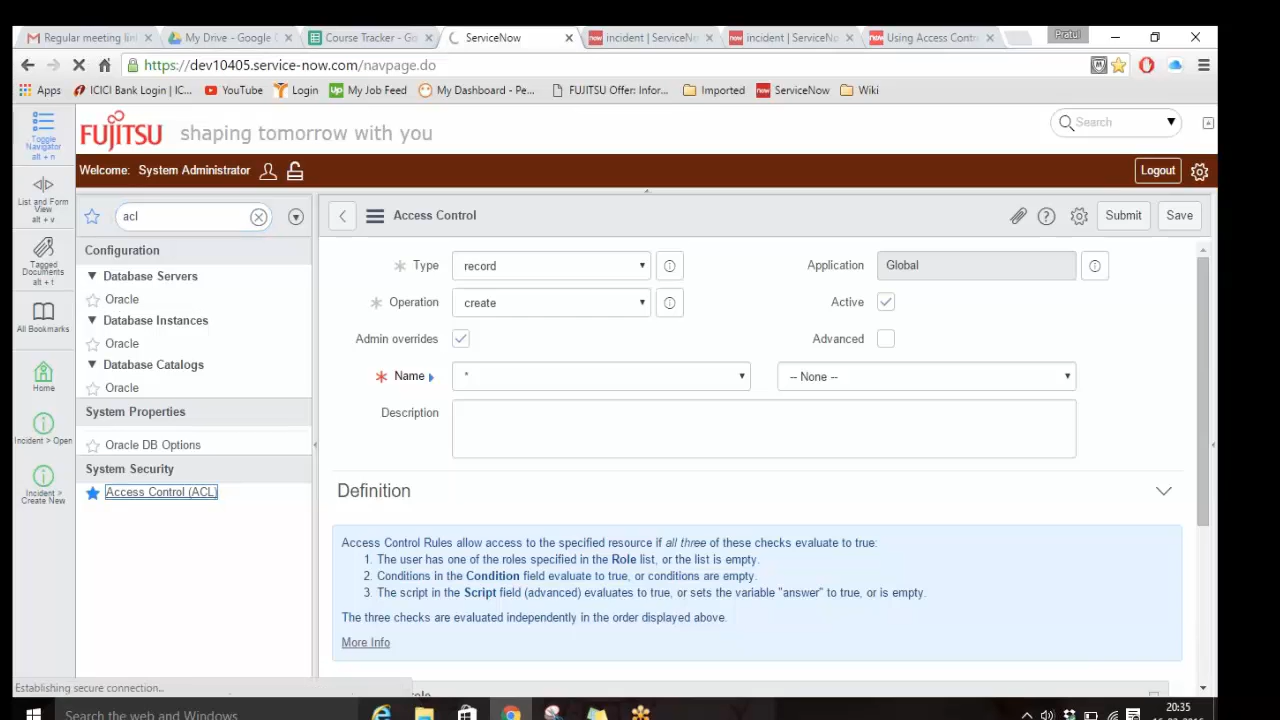 Regular meeting lin
My Drive - Google
Course Tracker - Go
ServiceNow
incident | ServiceNe
incident | ServiceNo
Using Access Contr
Pratul
https://dev10405.service-now.com/navpage.do
Apps
ICICI Bank Login | IC...
YouTube
Login
Up My Job Feed
My Dashboard - Pe...
FUJITSU Offer: Infor...
Imported
now ServiceNow
Wiki
Toggle
Navigator
alt + n
FUJITSU shaping tomorrow with you
Search
Welcome: System Administrator
Logout
List and Form
View
alt + v
acl
Access Control
Submit
Save
Tagged
Documents
alt + t
All Bookmarks
Home
Incident > Open
Incident >
Create New
Configuration
Database Servers
Oracle
Database Instances
Oracle
Database Catalogs
Oracle
System Properties
Oracle DB Options
System Security
Access Control (ACL)
Type record
Application Global
Operation create
Active
Admin overrides
Advanced
Name *
-- None --
Description
Definition
Access Control Rules allow access to the specified resource if all three of these checks evaluate to true:
1. The user has one of the roles specified in the Role list, or the list is empty.
2. Conditions in the Condition field evaluate to true, or conditions are empty.
3. The script in the Script field (advanced) evaluates to true, or sets the variable "answer" to true, or is empty.
The three checks are evaluated independently in the order displayed above.
More Info
Establishing secure connection...
Search the web and Windows
20:35